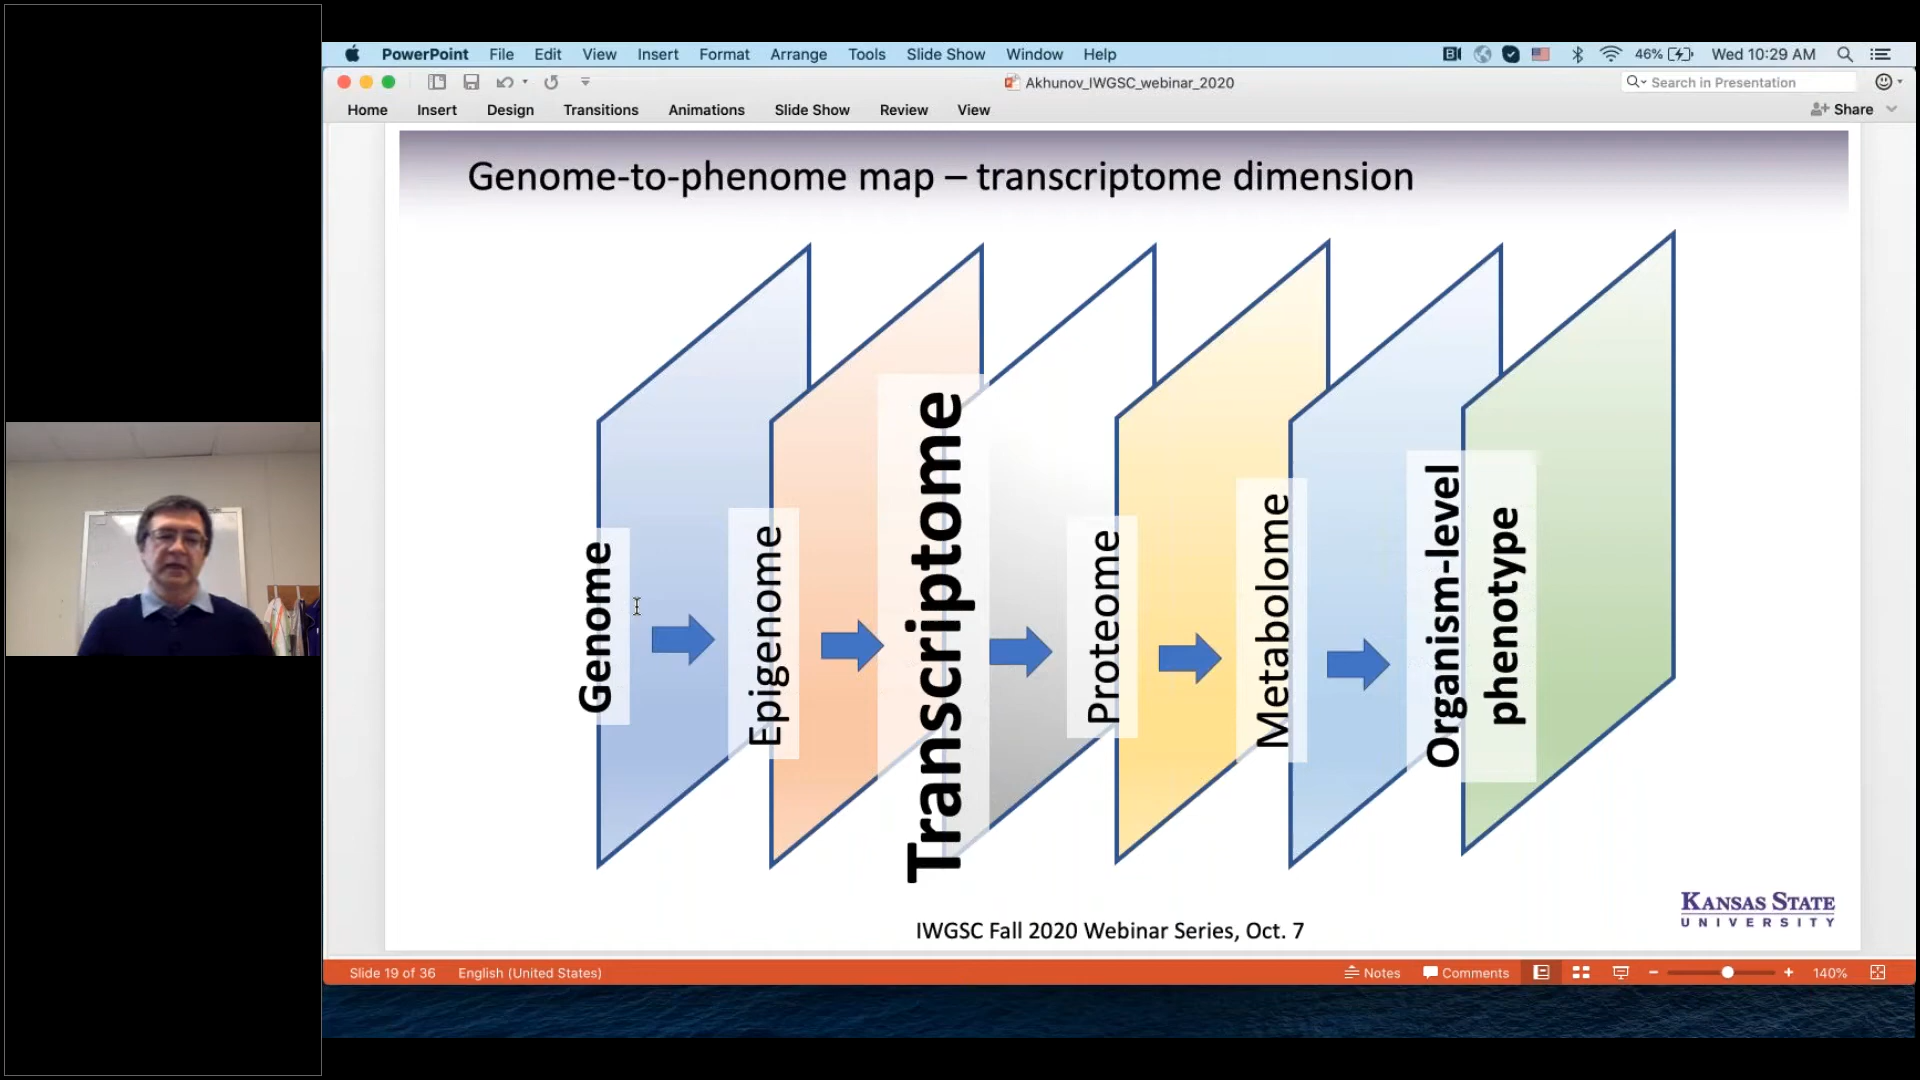 PowerPoint File Edit View Insert Format Arrange Tools Slide Show Window Help
46% Wed 10:29 AM
Akhunov_IWGSC_webinar_2020
Search in Presentation
Home Insert Design Transitions Animations Slide Show Review View
Share
Genome-to-phenome map – transcriptome dimension
Genome
Epigenome
Transcriptome
Proteome
Metabolome
Organism-level
phenotype
KANSAS STATE
UNIVERSITY
IWGSC Fall 2020 Webinar Series, Oct. 7
Slide 19 of 36 English (United States)
Notes Comments 140%